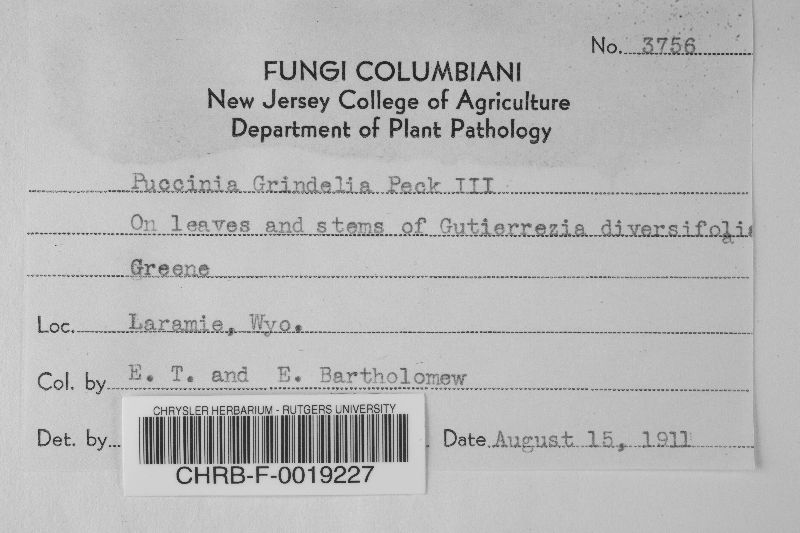 No. 3756
FUNGI COLUMBIANI
New Jersey College of Agriculture
Department of Plant Pathology
Puccinia Grindelia Peck III
On leaves and stems of Gutierrezia diversifolia
Greene
Loc. Laramie, Wyo.
Col. by E. T. and E. Bartholomew
Det. by Date August 15, 1911
CHRYSLER HERBARIUM - RUTGERS UNIVERSITY
CHRB-F-0019227